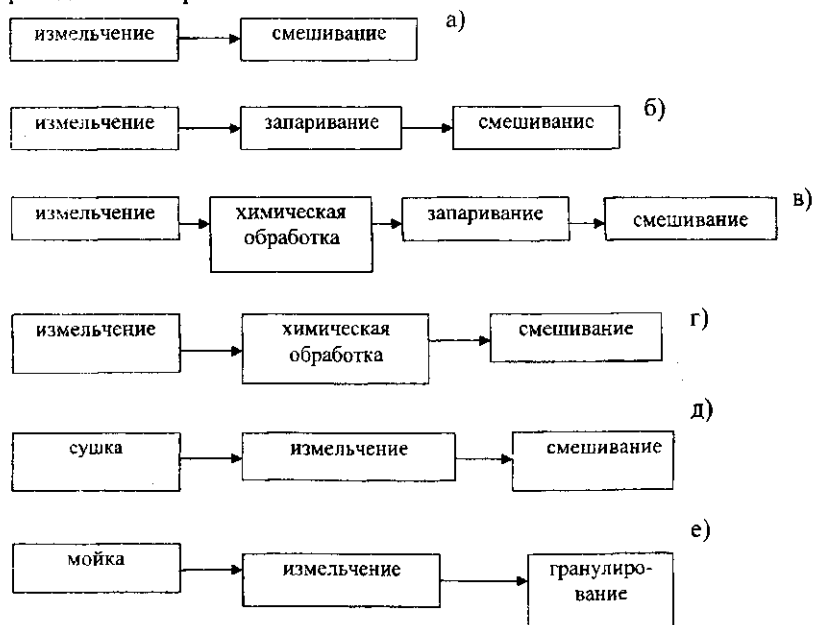 измельчение смешивание а)
измельчение запаривание смешивание б)
измельчение химическая обработка запаривание смешивание в)
измельчение химическая обработка смешивание г)
сушка измельчение смешивание д)
мойка измельчение гранулиро-
вание е)